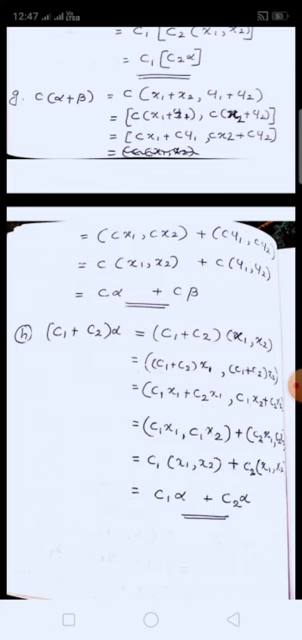 12:47
= C₁ [C₂ (x₁, x₂)]
= C₁ [C₂α]
g. C(α+β) = C (x₁+x₂, y₁+y₂)
= [C(x₁+y₁), C(x₂+y₂)]
= [Cx₁ + Cy₁, Cx2 + Cy2]
=
= (Cx₁, Cx2) + (Cy₁, Cy₂)
= C (x₁, x₂) + C(y₁, y₂)
= Cα + Cβ
(h) (C₁ + C₂)α = (C₁ + C₂) (x₁, x₂)
= ((C₁+C₂)x₁, (C₁+C₂)x₂)
= (C₁x₁ + C₂x₁, C₁x₂ + C₂x₂
= (C₁x₁, C₁x₂) + (C₂x₁, C₂
= C₁ (x₁, x₂) + C₂(x₁, x₂
= C₁α + C₂α